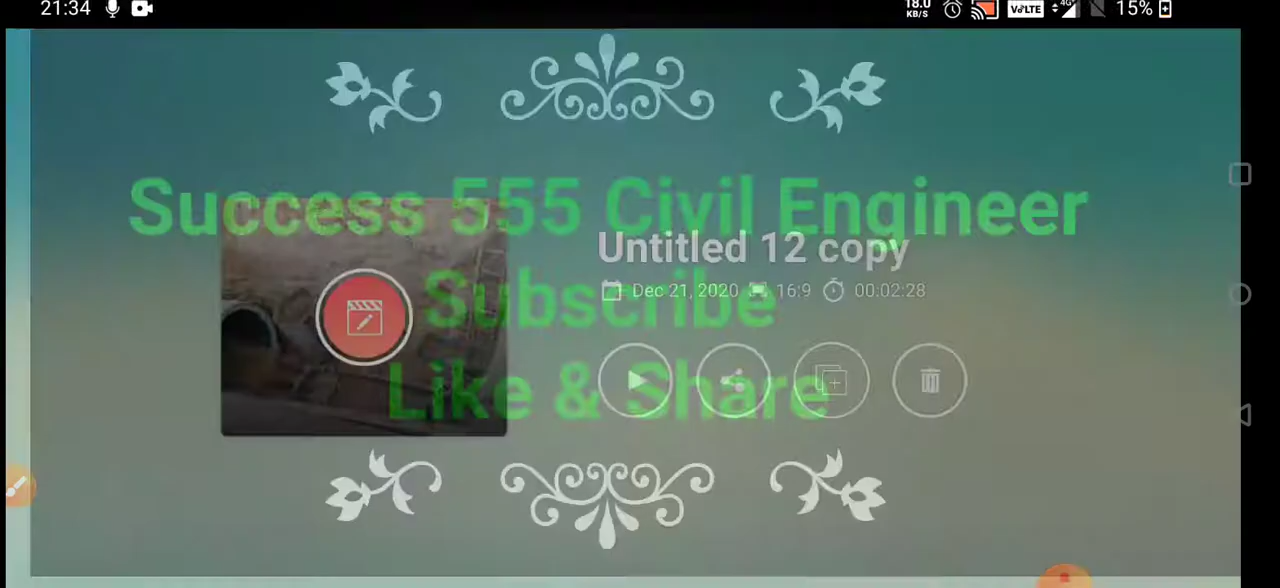 21:34
18.0 KB/S
VoLTE
4G
15%
Success 555 Civil Engineer
Untitled 12 copy
Subscribe
Dec 21, 2020 16:9 00:02:28
Like & Share